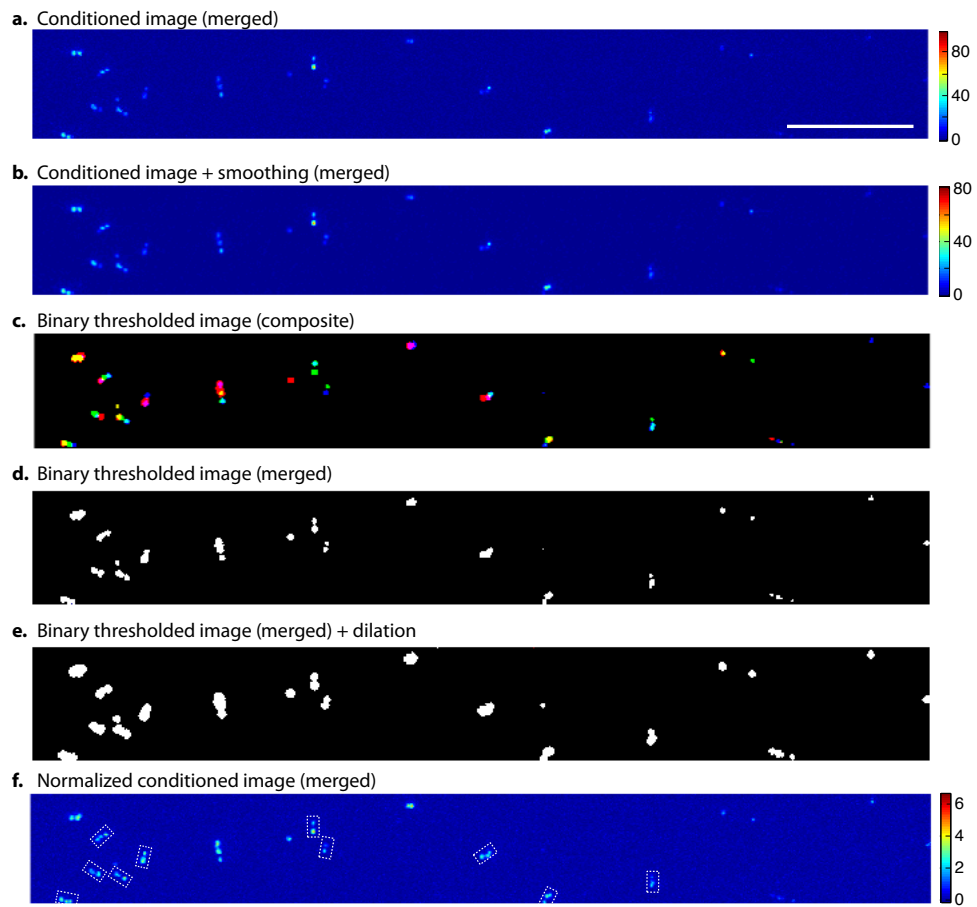 a. Conditioned image (merged)
80
40
0
b. Conditioned image + smoothing (merged)
80
40
0
c. Binary thresholded image (composite)
d. Binary thresholded image (merged)
e. Binary thresholded image (merged) + dilation
f. Normalized conditioned image (merged)
6
4
2
0